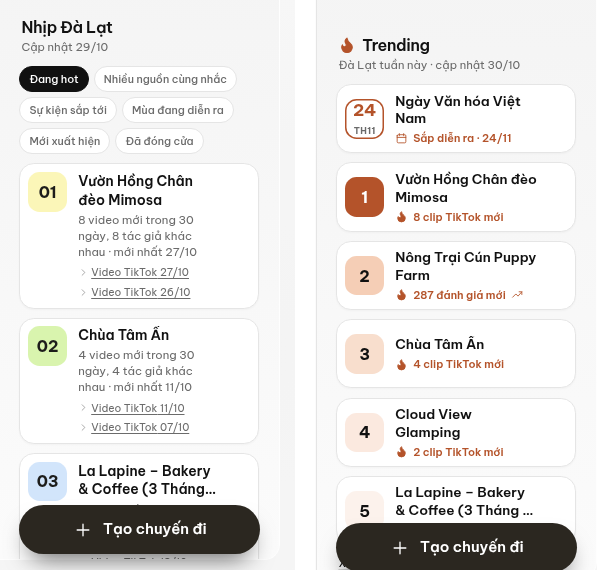 Nhịp Đà Lạt
Cập nhật 29/10
Đang hot
Nhiều nguồn cùng nhắc
Sự kiện sắp tới
Mùa đang diễn ra
Mới xuất hiện
Đã đóng cửa
01
Vườn Hồng Chân
đèo Mimosa
8 video mới trong 30
ngày, 8 tác giả khác
nhau · mới nhất 27/10
Video TikTok 27/10
Video TikTok 26/10
02
Chùa Tâm Ấn
4 video mới trong 30
ngày, 4 tác giả khác
nhau · mới nhất 11/10
Video TikTok 11/10
Video TikTok 07/10
03
La Lapine – Bakery
& Coffee (3 Tháng...
Tạo chuyến đi
Trending
Đà Lạt tuần này · cập nhật 30/10
24
TH11
Ngày Văn hóa Việt
Nam
Sắp diễn ra · 24/11
1
Vườn Hồng Chân đèo
Mimosa
8 clip TikTok mới
2
Nông Trại Cún Puppy
Farm
287 đánh giá mới
3
Chùa Tâm Ấn
4 clip TikTok mới
4
Cloud View
Glamping
2 clip TikTok mới
5
La Lapine – Bakery
& Coffee (3 Tháng ...
Tạo chuyến đi